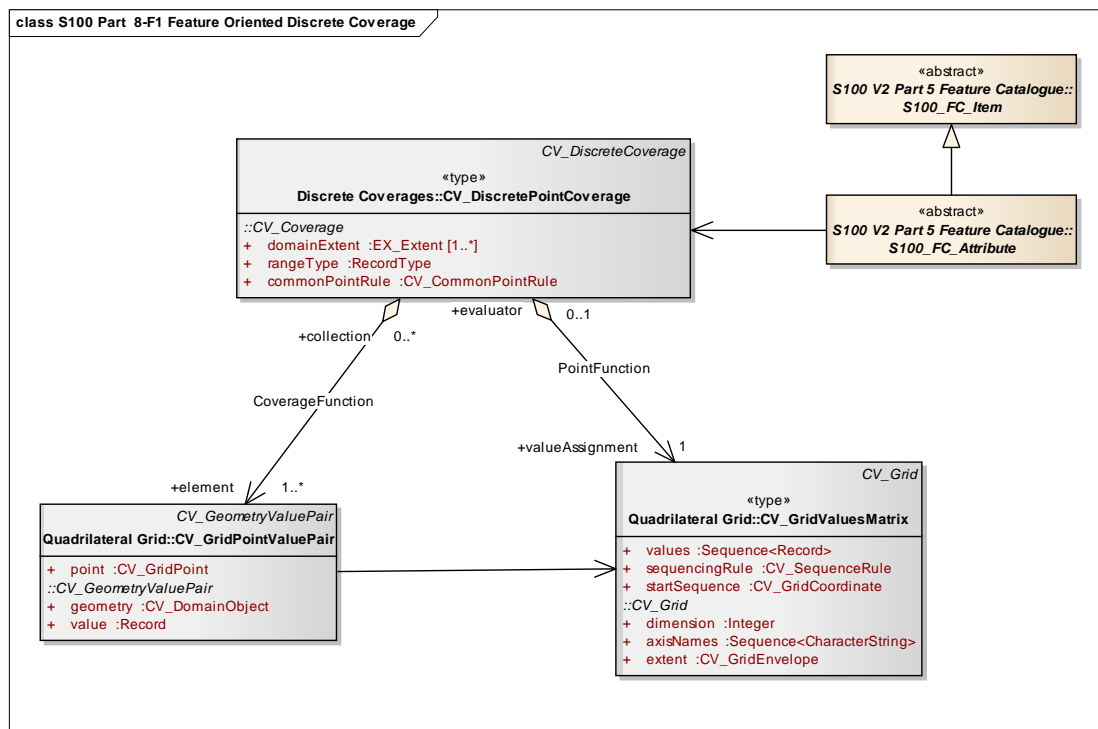 class S100 Part  8-F1 Feature Oriented Discrete Coverage
«abstract»
S100 V2 Part 5 Feature Catalogue::
S100_FC_Item
CV_DiscreteCoverage
«type»
Discrete Coverages::CV_DiscretePointCoverage
::CV_Coverage
+ domainExtent :EX_Extent [1..*]
+ rangeType :RecordType
+ commonPointRule :CV_CommonPointRule
«abstract»
S100 V2 Part 5 Feature Catalogue::
S100_FC_Attribute
+collection 0..*
+evaluator 0..1
CoverageFunction
PointFunction
+element 1..*
+valueAssignment 1
CV_GeometryValuePair
Quadrilateral Grid::CV_GridPointValuePair
+ point :CV_GridPoint
::CV_GeometryValuePair
+ geometry :CV_DomainObject
+ value :Record
CV_Grid
«type»
Quadrilateral Grid::CV_GridValuesMatrix
+ values :Sequence<Record>
+ sequencingRule :CV_SequenceRule
+ startSequence :CV_GridCoordinate
::CV_Grid
+ dimension :Integer
+ axisNames :Sequence<CharacterString>
+ extent :CV_GridEnvelope